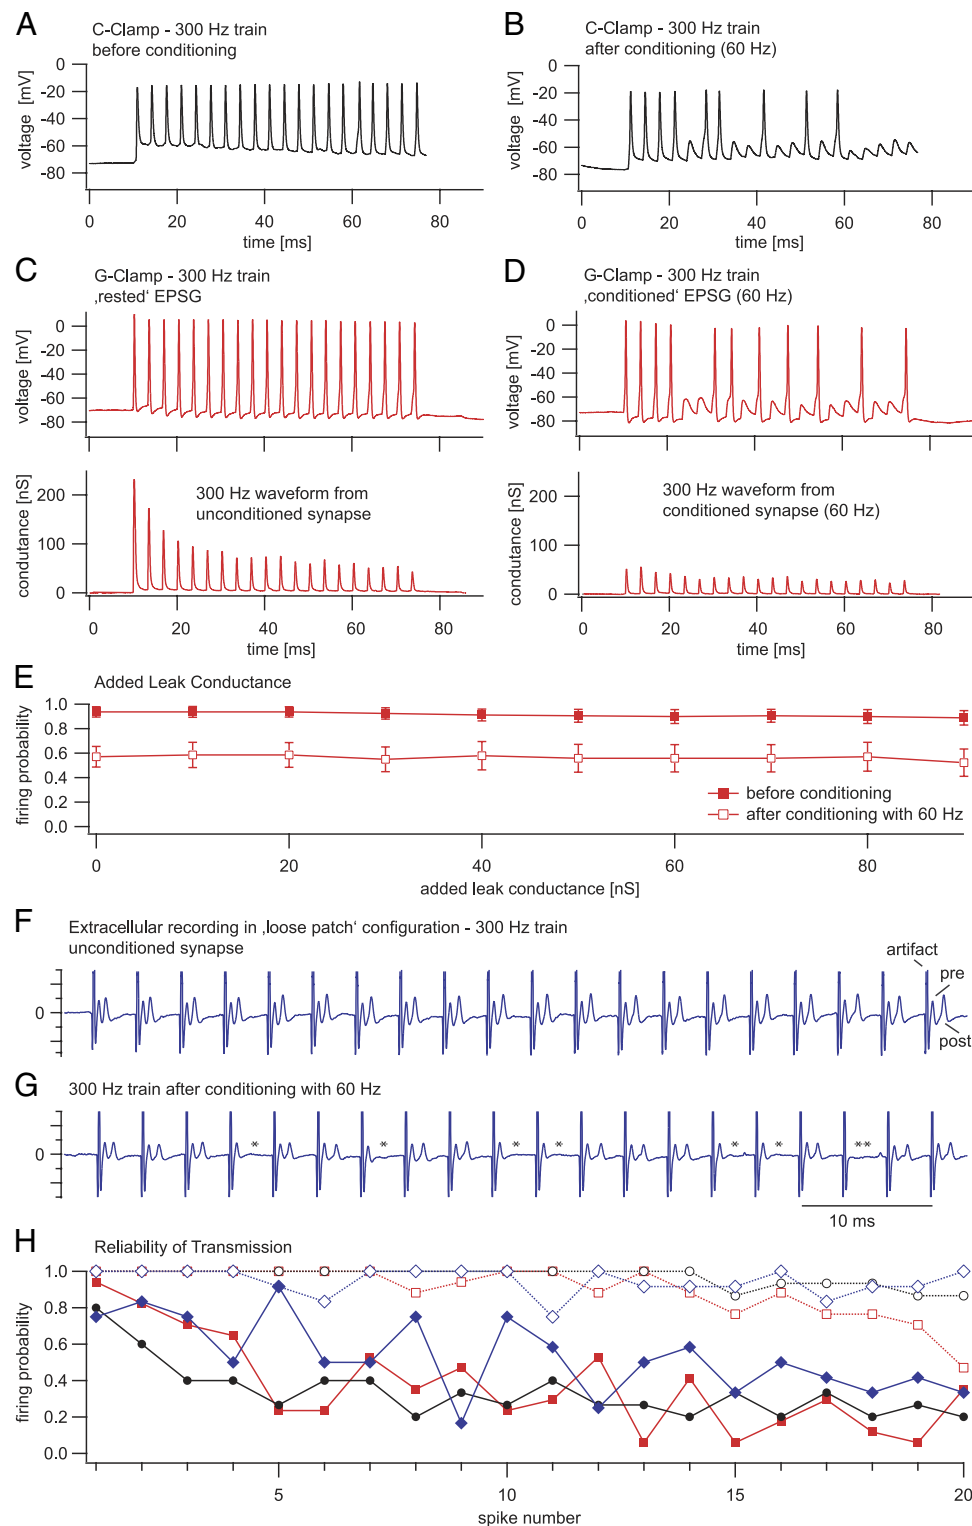 A
C-Clamp - 300 Hz train
before conditioning
0
-20
-40
-60
-80
voltage [mV]
0 20 40 60 80
time [ms]
B
C-Clamp - 300 Hz train
after conditioning (60 Hz)
0
-20
-40
-60
-80
voltage [mV]
0 20 40 60 80
time [ms]
C
G-Clamp - 300 Hz train
‚rested‘ EPSG
0
-20
-40
-60
-80
voltage [mV]
300 Hz waveform from
unconditioned synapse
200
100
0
condutance [nS]
0 20 40 60 80
time [ms]
D
G-Clamp - 300 Hz train
‚conditioned‘ EPSG (60 Hz)
0
-20
-40
-60
-80
voltage [mV]
300 Hz waveform from
conditioned synapse (60 Hz)
200
100
0
condutance [nS]
0 20 40 60 80
time [ms]
E
Added Leak Conductance
1.0
0.8
0.6
0.4
0.2
0.0
firing probability
before conditioning
after conditioning with 60 Hz
0 20 40 60 80
added leak conductance [nS]
F
Extracellular recording in ‚loose patch‘ configuration - 300 Hz train
unconditioned synapse
artifact
pre
post
0
G
300 Hz train after conditioning with 60 Hz
0
* * * * * * **
10 ms
H
Reliability of Transmission
1.0
0.8
0.6
0.4
0.2
0.0
firing probability
5 10 15 20
spike number